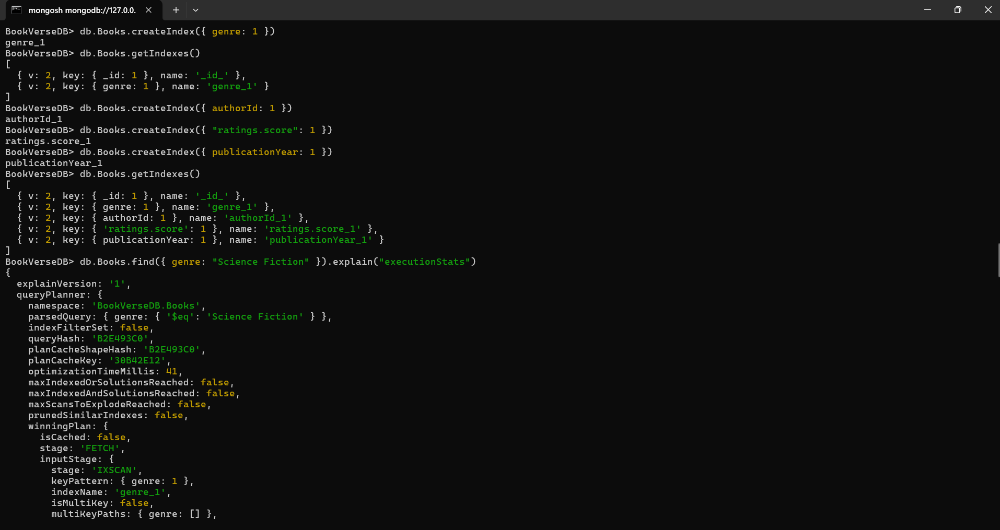 mongosh mongodb://127.0.0.
BookVerseDB> db.Books.createIndex({ genre: 1 })
genre_1
BookVerseDB> db.Books.getIndexes()
[
  { v: 2, key: { _id: 1 }, name: '_id_' },
  { v: 2, key: { genre: 1 }, name: 'genre_1' }
]
BookVerseDB> db.Books.createIndex({ authorId: 1 })
authorId_1
BookVerseDB> db.Books.createIndex({ "ratings.score": 1 })
ratings.score_1
BookVerseDB> db.Books.createIndex({ publicationYear: 1 })
publicationYear_1
BookVerseDB> db.Books.getIndexes()
[
  { v: 2, key: { _id: 1 }, name: '_id_' },
  { v: 2, key: { genre: 1 }, name: 'genre_1' },
  { v: 2, key: { authorId: 1 }, name: 'authorId_1' },
  { v: 2, key: { 'ratings.score': 1 }, name: 'ratings.score_1' },
  { v: 2, key: { publicationYear: 1 }, name: 'publicationYear_1' }
]
BookVerseDB> db.Books.find({ genre: "Science Fiction" }).explain("executionStats")
{
  explainVersion: '1',
  queryPlanner: {
    namespace: 'BookVerseDB.Books',
    parsedQuery: { genre: { '$eq': 'Science Fiction' } },
    indexFilterSet: false,
    queryHash: 'B2E493C0',
    planCacheShapeHash: 'B2E493C0',
    planCacheKey: '30B42E12',
    optimizationTimeMillis: 41,
    maxIndexedOrSolutionsReached: false,
    maxIndexedAndSolutionsReached: false,
    maxScansToExplodeReached: false,
    prunedSimilarIndexes: false,
    winningPlan: {
      isCached: false,
      stage: 'FETCH',
      inputStage: {
        stage: 'IXSCAN',
        keyPattern: { genre: 1 },
        indexName: 'genre_1',
        isMultiKey: false,
        multiKeyPaths: { genre: [] },